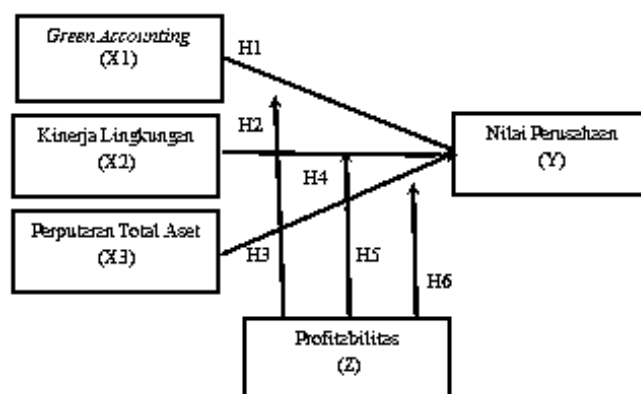 Green Accounting
(X1)
H1
H2
Kinerja Lingkungan
(X2)
Nilai Perusahaan
(Y)
H4
Perputaran Total Aset
(X3)
H3
H5
H6
Profitabilitas
(Z)